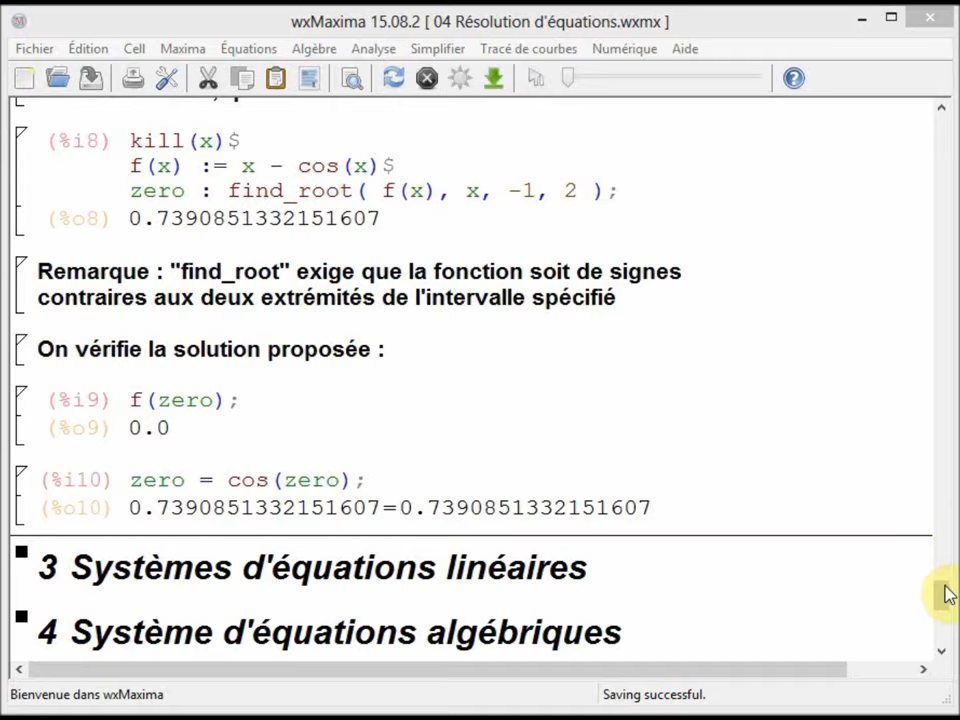 wxMaxima 15.08.2 [ 04 Résolution d'équations.wxmx ]
Fichier Édition Cell Maxima Équations Algèbre Analyse Simplifier Tracé de courbes Numérique Aide
(%i8) kill(x)$
f(x) := x - cos(x)$
zero : find_root( f(x), x, -1, 2 );
(%o8) 0.7390851332151607
Remarque : "find_root" exige que la fonction soit de signes
contraires aux deux extrémités de l'intervalle spécifié
On vérifie la solution proposée :
(%i9) f(zero);
(%o9) 0.0
(%i10) zero = cos(zero);
(%o10) 0.7390851332151607=0.7390851332151607
3 Systèmes d'équations linéaires
4 Système d'équations algébriques
Bienvenue dans wxMaxima Saving successful.